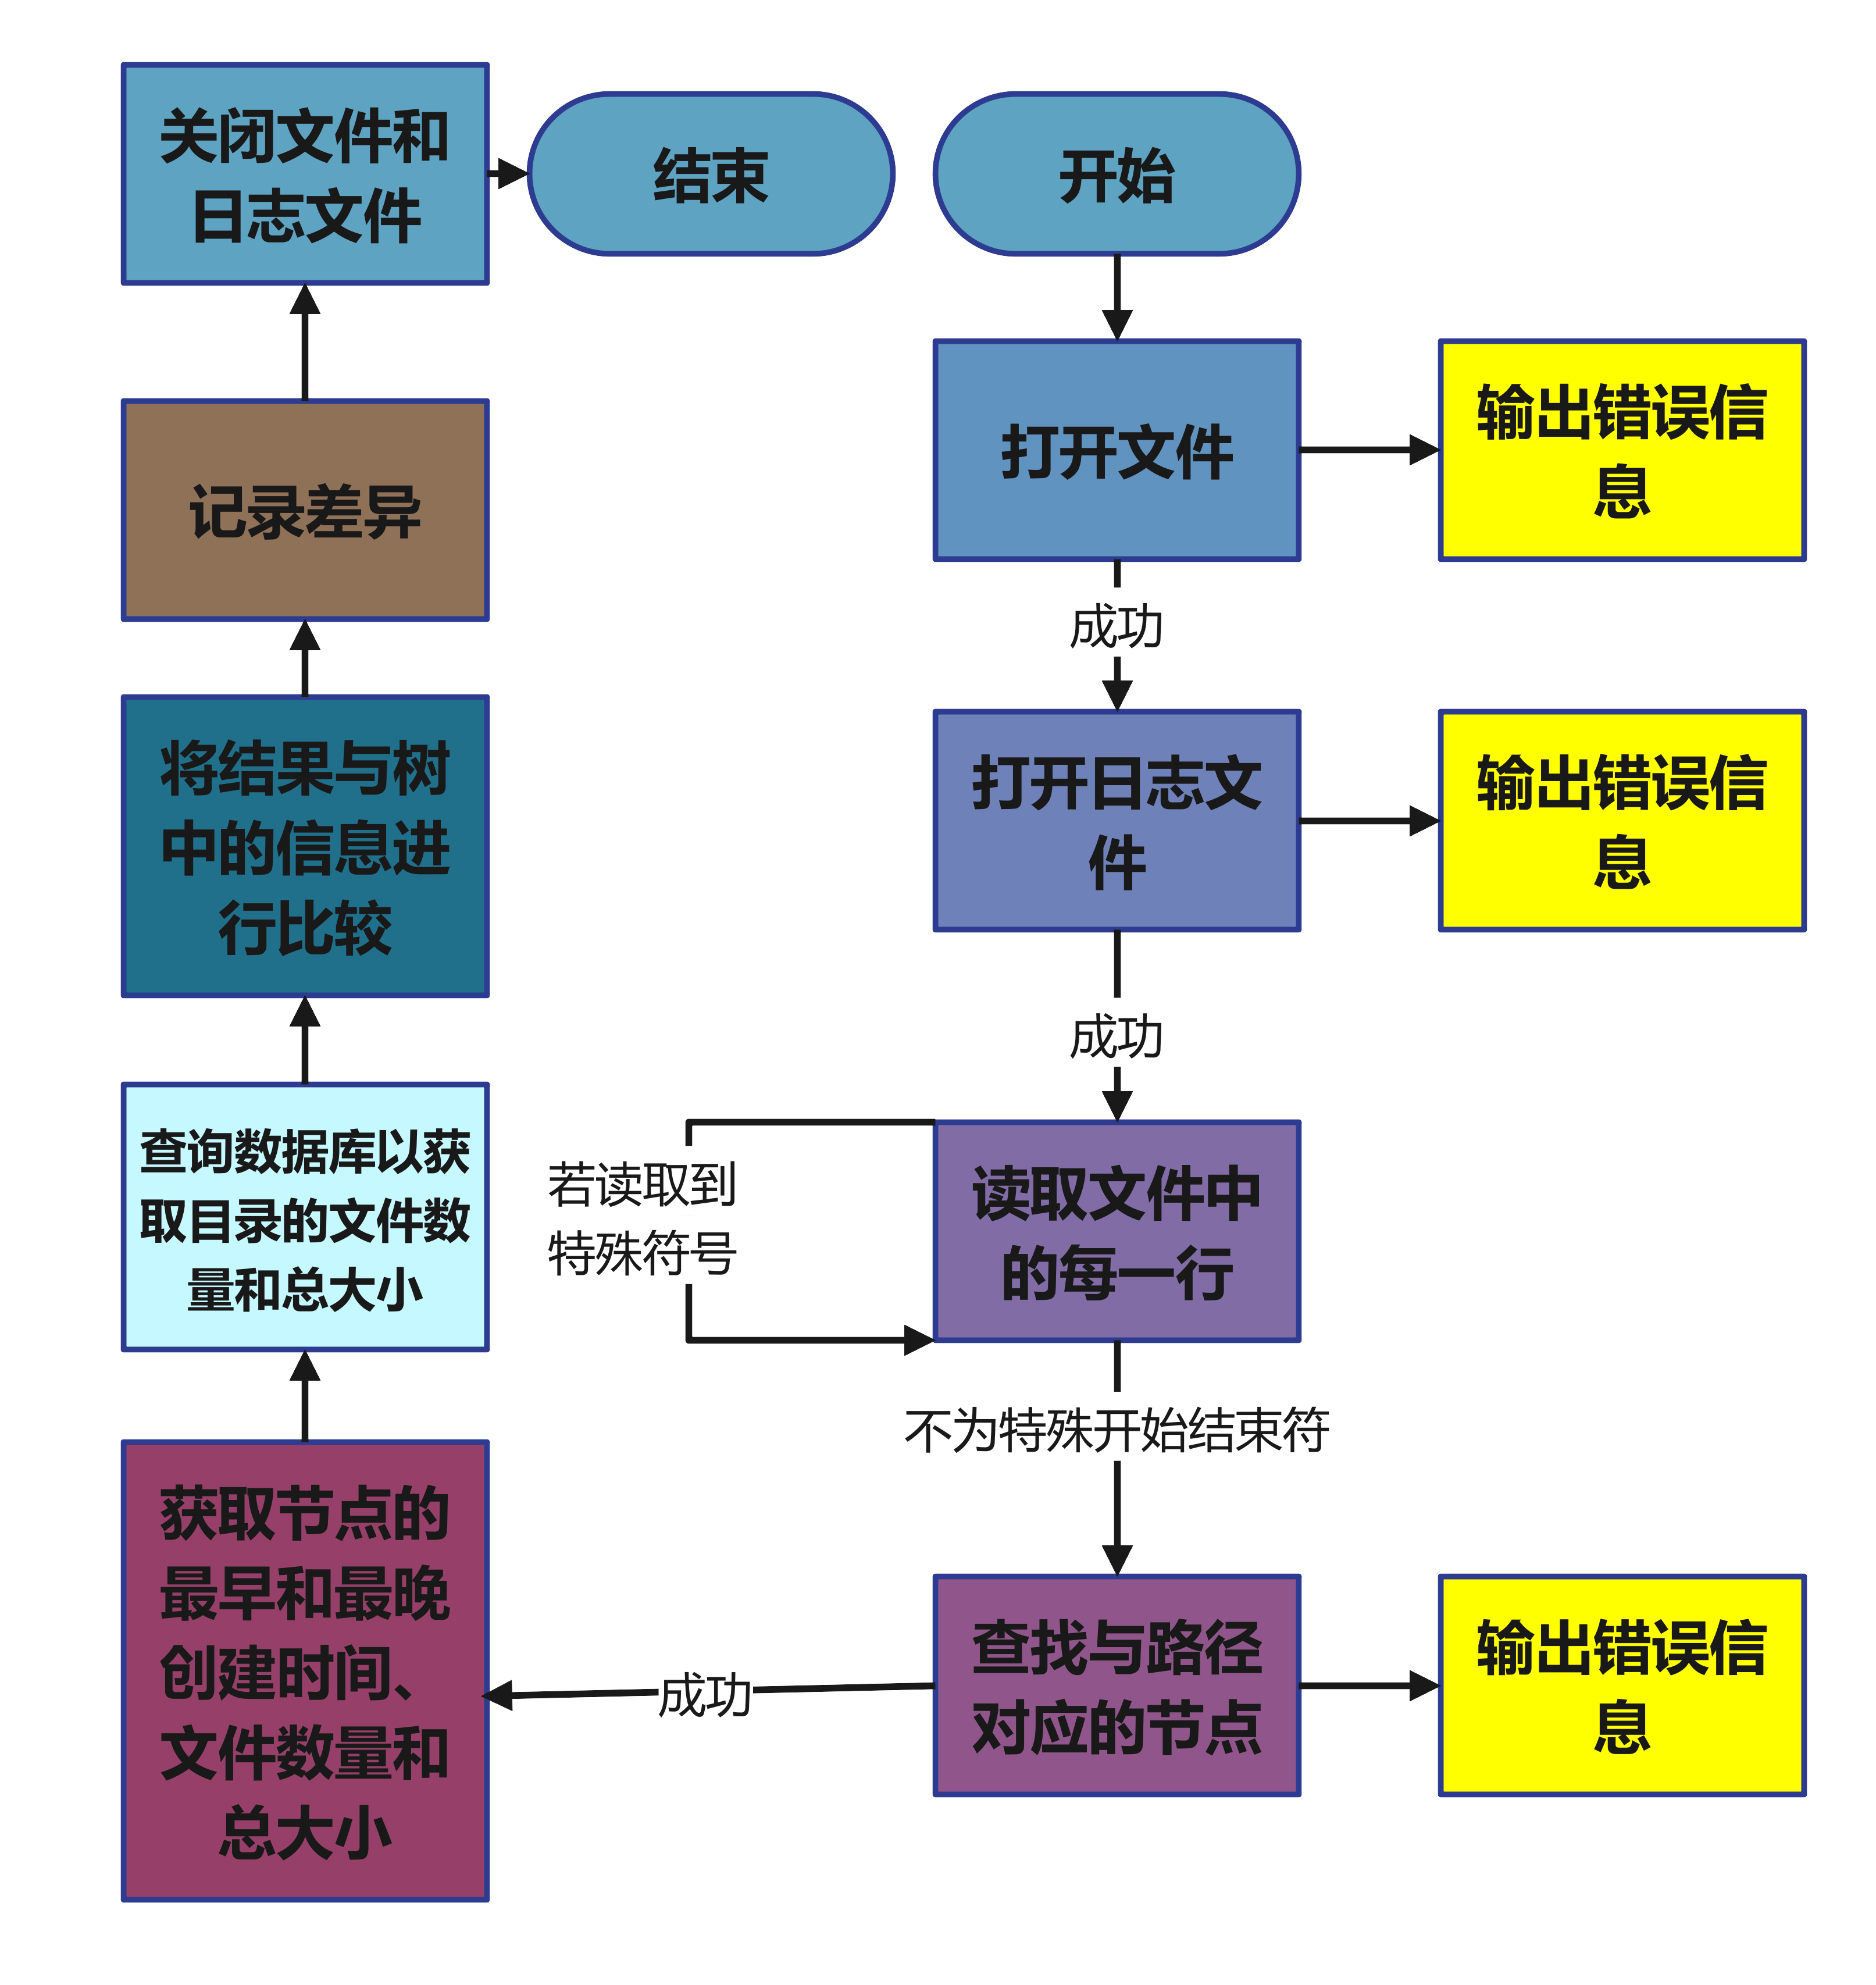 开始
打开文件
输出错误信
息
成功
打开日志文
件
输出错误信
息
成功
读取文件中
的每一行
若读取到
特殊符号
不为特殊开始结束符
查找与路径
对应的节点
输出错误信
息
成功
获取节点的
最早和最晚
创建时间、
文件数量和
总大小
查询数据库以获
取目录的文件数
量和总大小
将结果与树
中的信息进
行比较
记录差异
关闭文件和
日志文件
结束